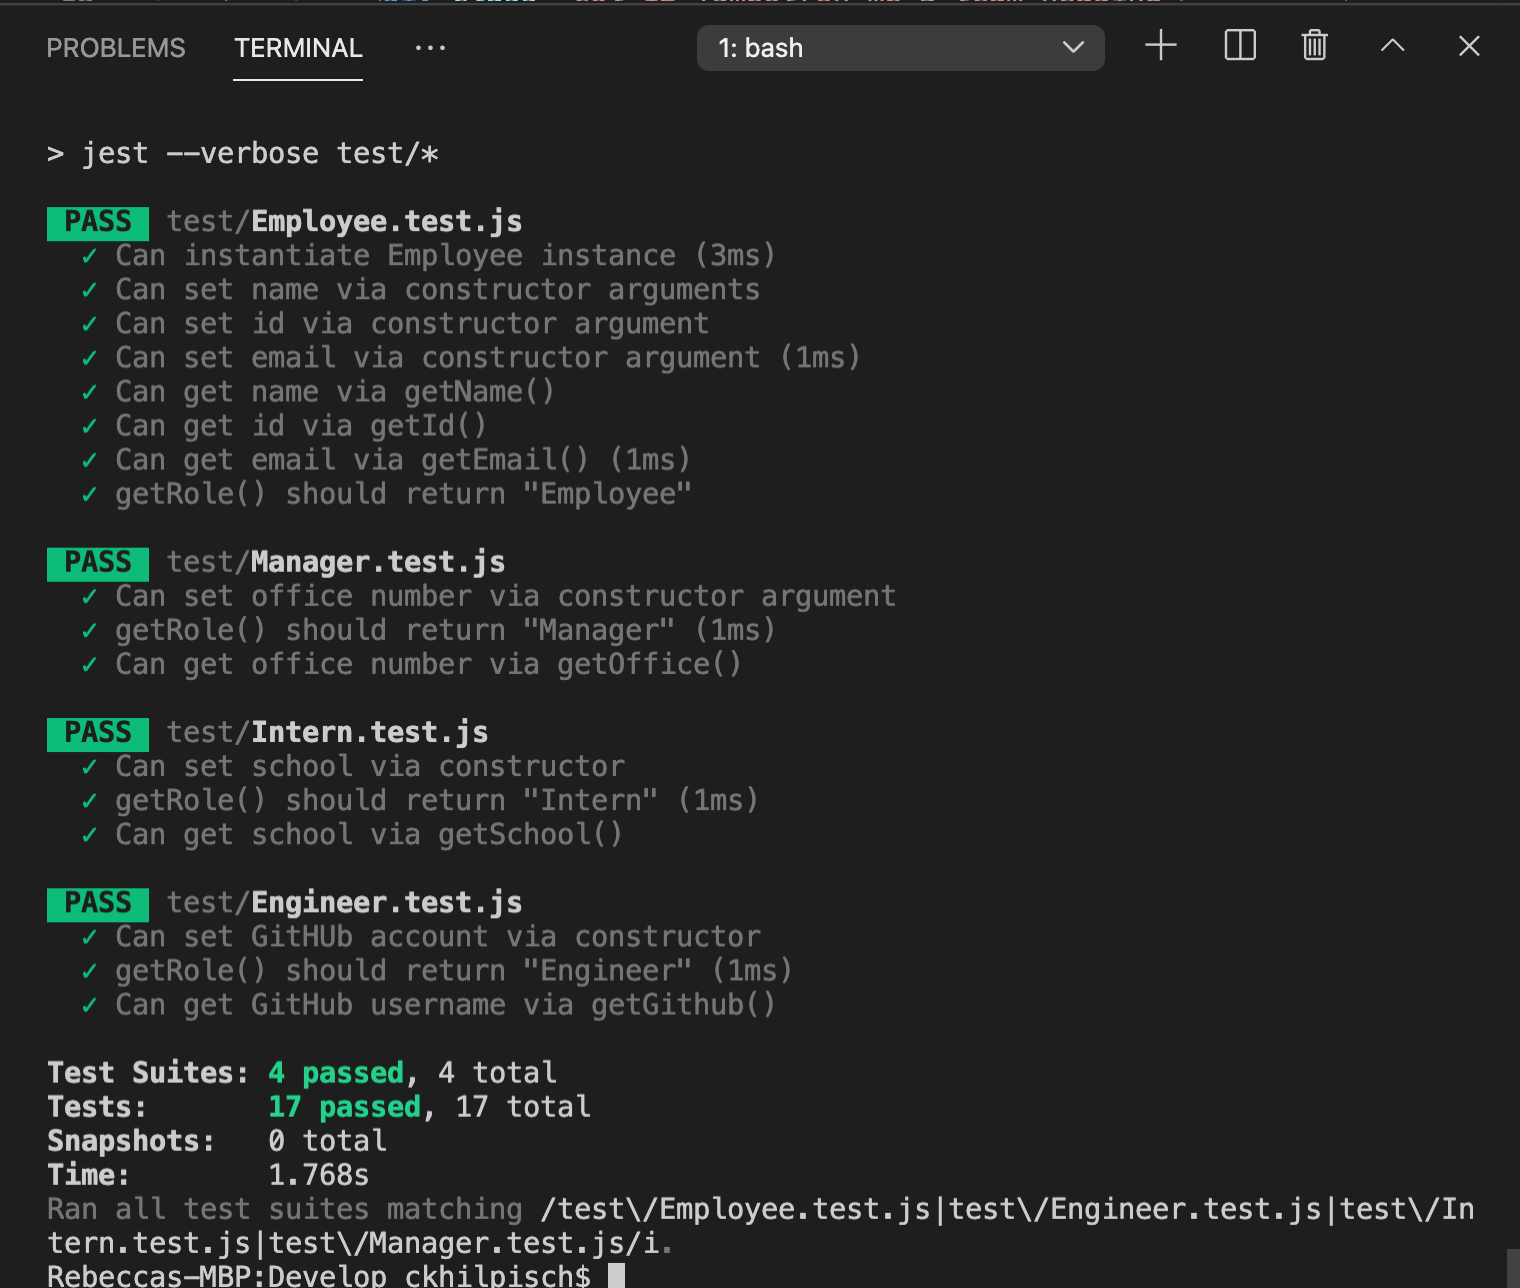 PROBLEMS TERMINAL ··· 1: bash
> jest --verbose test/*
PASS test/Employee.test.js
✓ Can instantiate Employee instance (3ms)
✓ Can set name via constructor arguments
✓ Can set id via constructor argument
✓ Can set email via constructor argument (1ms)
✓ Can get name via getName()
✓ Can get id via getId()
✓ Can get email via getEmail() (1ms)
✓ getRole() should return "Employee"
PASS test/Manager.test.js
✓ Can set office number via constructor argument
✓ getRole() should return "Manager" (1ms)
✓ Can get office number via getOffice()
PASS test/Intern.test.js
✓ Can set school via constructor
✓ getRole() should return "Intern" (1ms)
✓ Can get school via getSchool()
PASS test/Engineer.test.js
✓ Can set GitHUb account via constructor
✓ getRole() should return "Engineer" (1ms)
✓ Can get GitHub username via getGithub()
Test Suites: 4 passed, 4 total
Tests: 17 passed, 17 total
Snapshots: 0 total
Time: 1.768s
Ran all test suites matching /test\/Employee.test.js|test\/Engineer.test.js|test\/In
tern.test.js|test\/Manager.test.js/i.
Rebeccas-MBP:Develop ckhilpisch$